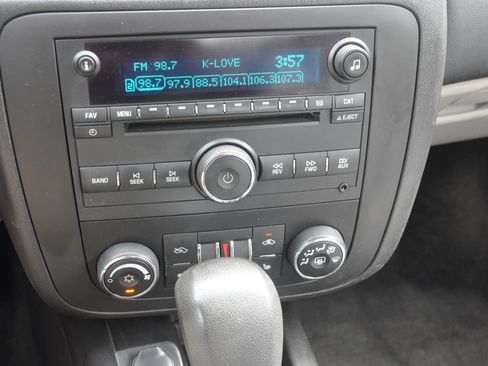 FM 98.7 K-LOVE 3:57
2 98.7 97.9 88.5 104.1 106.3 107.3
FAV MENU EQ CAT
EJECT
BAND SEEK SEEK REV FWD AUX